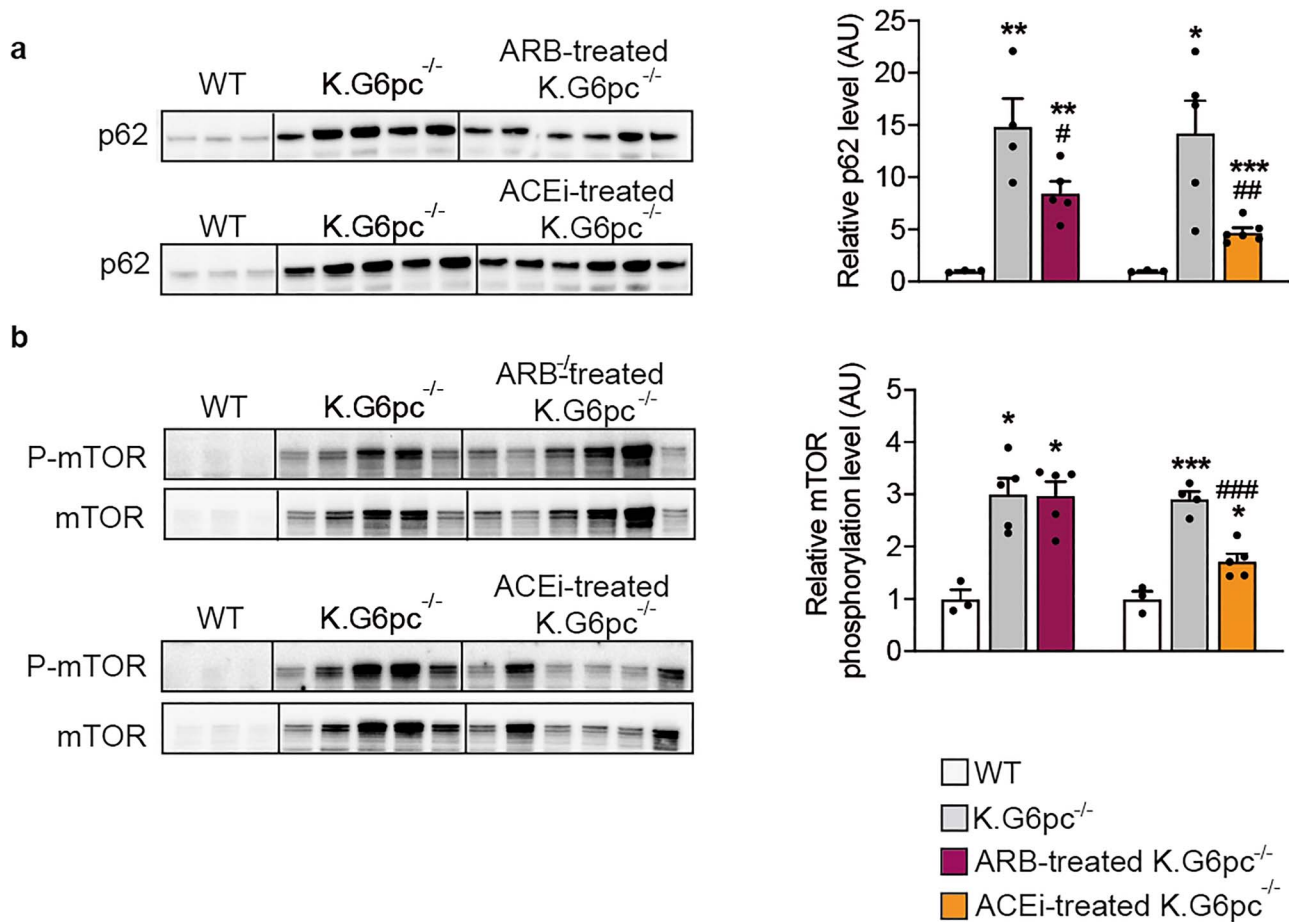 a
WT
K.G6pc-/-
ARB-treated
K.G6pc-/-
p62
WT
K.G6pc-/-
ACEi-treated
K.G6pc-/-
p62
Relative p62 level (AU)
25
20
15
10
5
0
**
**
#
*
***
##
b
WT
K.G6pc-/-
ARB-/-treated
K.G6pc-/-
P-mTOR
mTOR
WT
K.G6pc-/-
ACEi-treated
K.G6pc-/-
P-mTOR
mTOR
Relative mTOR
phosphorylation level (AU)
5
4
3
2
1
0
*
*
***
###
*
WT
K.G6pc-/-
ARB-treated K.G6pc-/-
ACEi-treated K.G6pc-/-